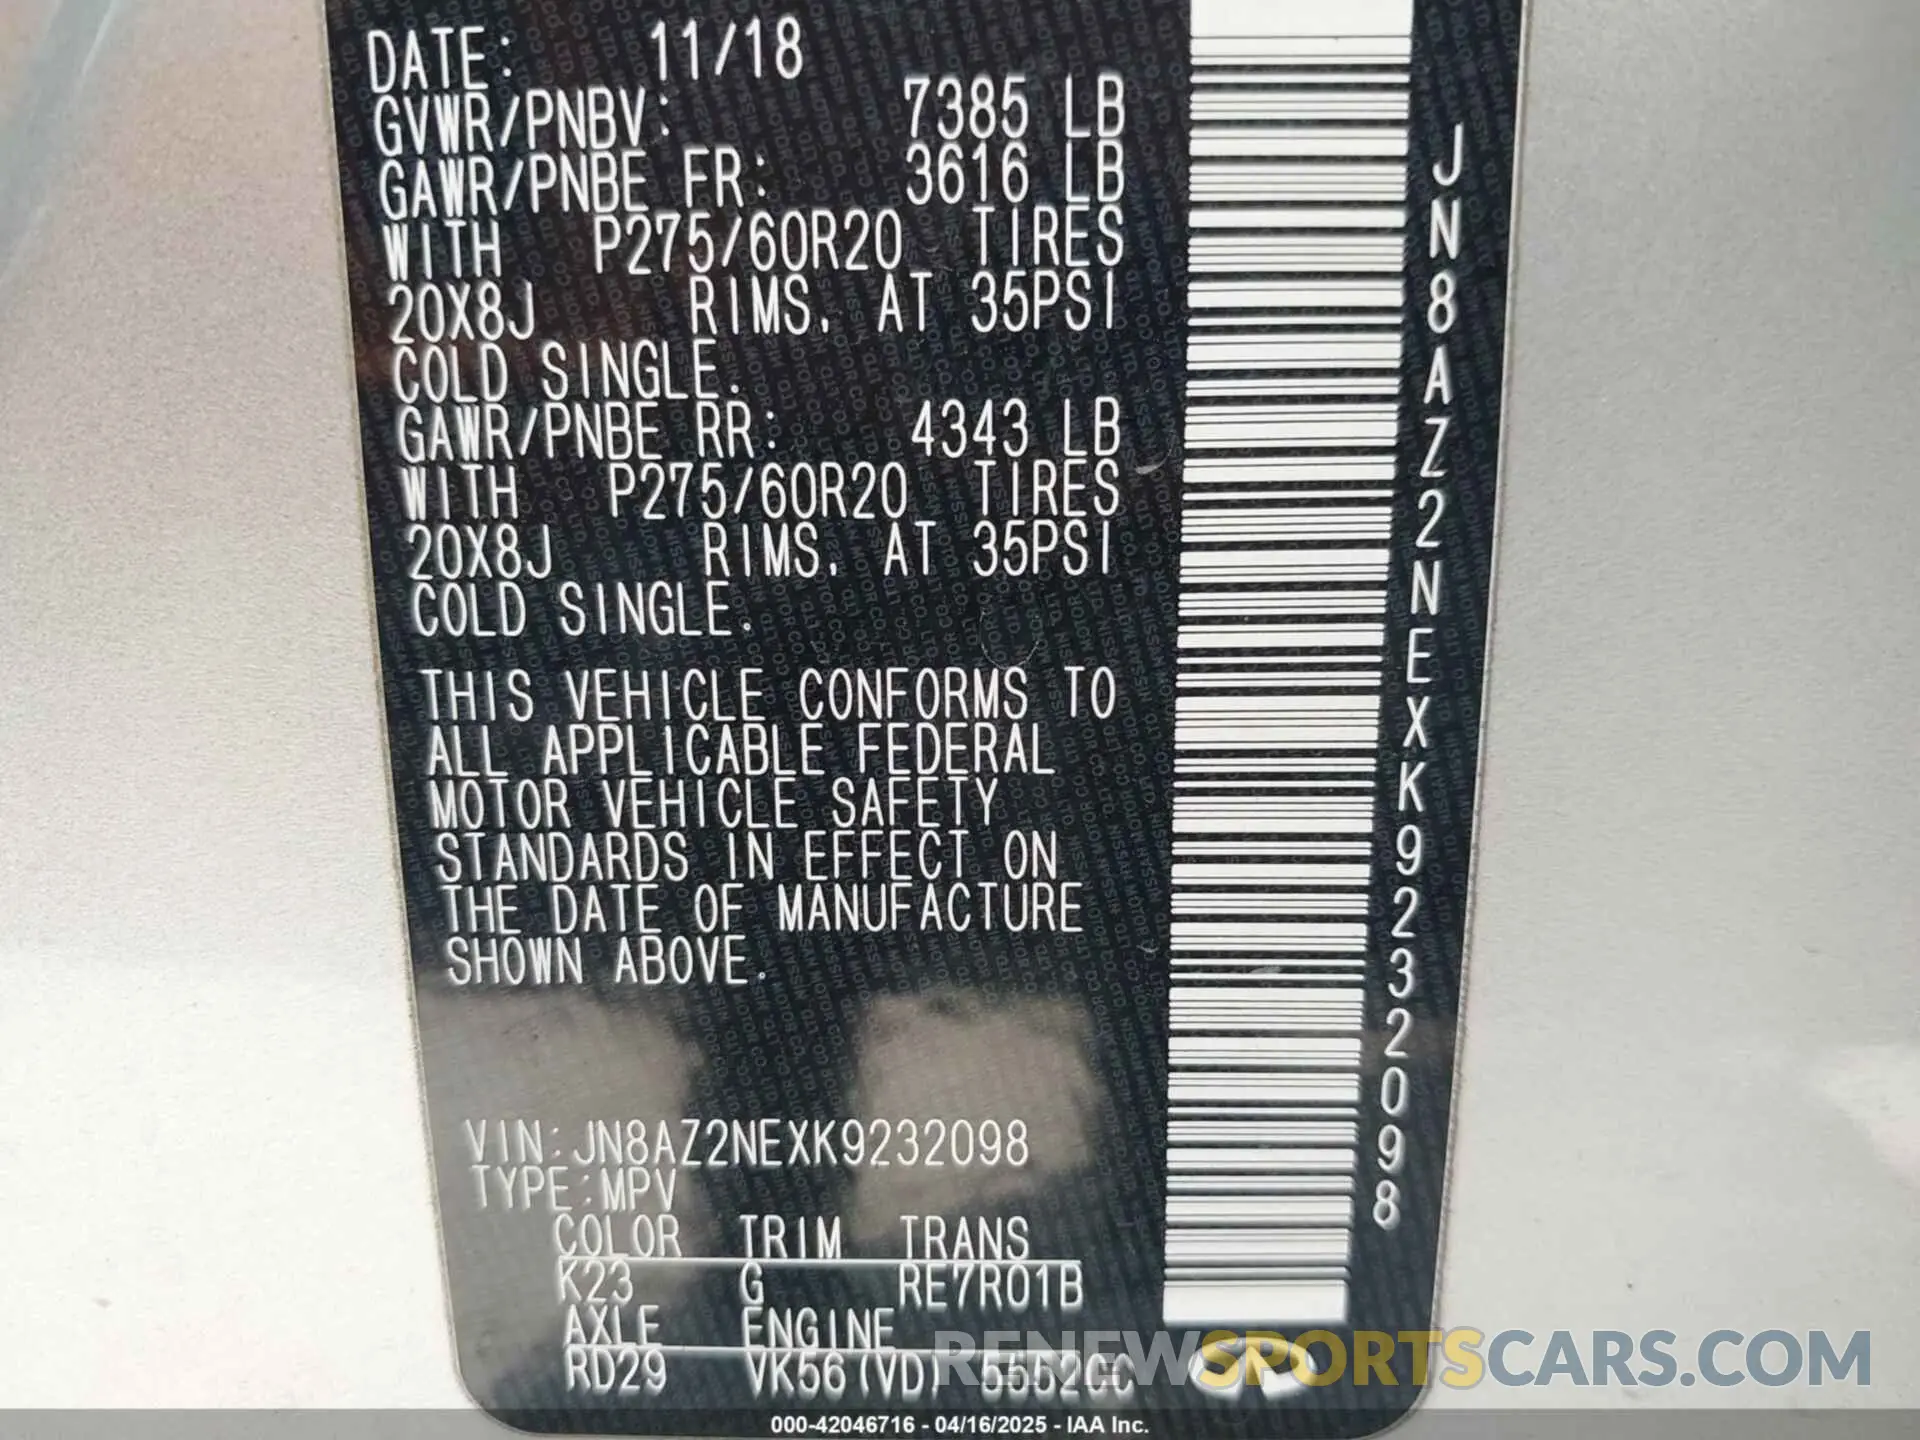 DATE: 11/18
GVWR/PNBV: 7385 LB
GAWR/PNBE FR: 3616 LB
WITH P275/60R20 TIRES
20X8J RIMS, AT 35PSI
COLD SINGLE.
GAWR/PNBE RR: 4343 LB
WITH P275/60R20 TIRES
20X8J RIMS, AT 35PSI
COLD SINGLE.
THIS VEHICLE CONFORMS TO
ALL APPLICABLE FEDERAL
MOTOR VEHICLE SAFETY
STANDARDS IN EFFECT ON
THE DATE OF MANUFACTURE
SHOWN ABOVE.
VIN:JN8AZ2NEXK9232098
TYPE:MPV
COLOR TRIM TRANS
K23 G RE7R01B
AXLE ENGINE
RD29 VK56(VD) 5552CC
JN8AZ2NEXK9232098
RENEWSPORTSCARS.COM
000-42046716 - 04/16/2025 - IAA Inc.